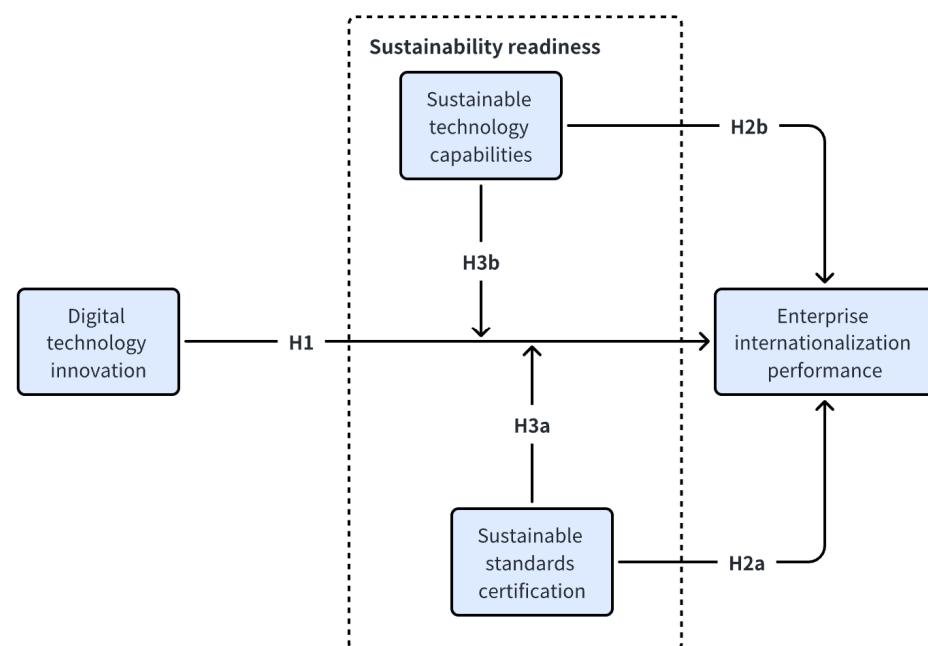 Sustainability readiness
Sustainable
technology
capabilities
H2b
H3b
Digital
technology
innovation
H1
Enterprise
internationalization
performance
H3a
Sustainable
standards
certification
H2a